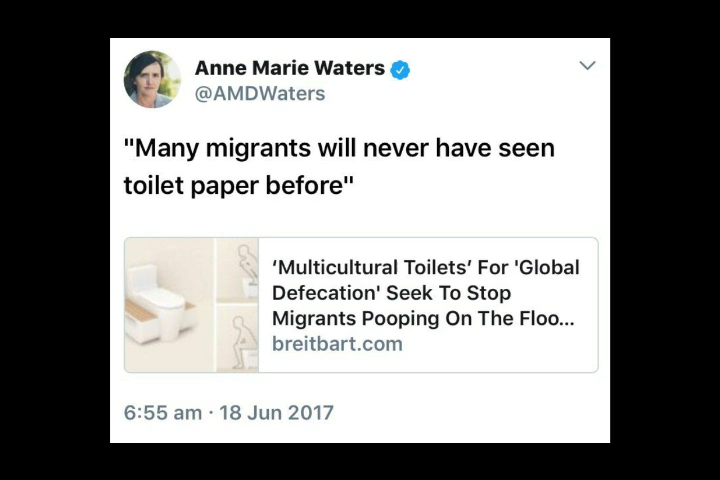 Anne Marie Waters
@AMDWaters
"Many migrants will never have seen
toilet paper before"
‘Multicultural Toilets’ For 'Global
Defecation' Seek To Stop
Migrants Pooping On The Floo...
breitbart.com
6:55 am · 18 Jun 2017